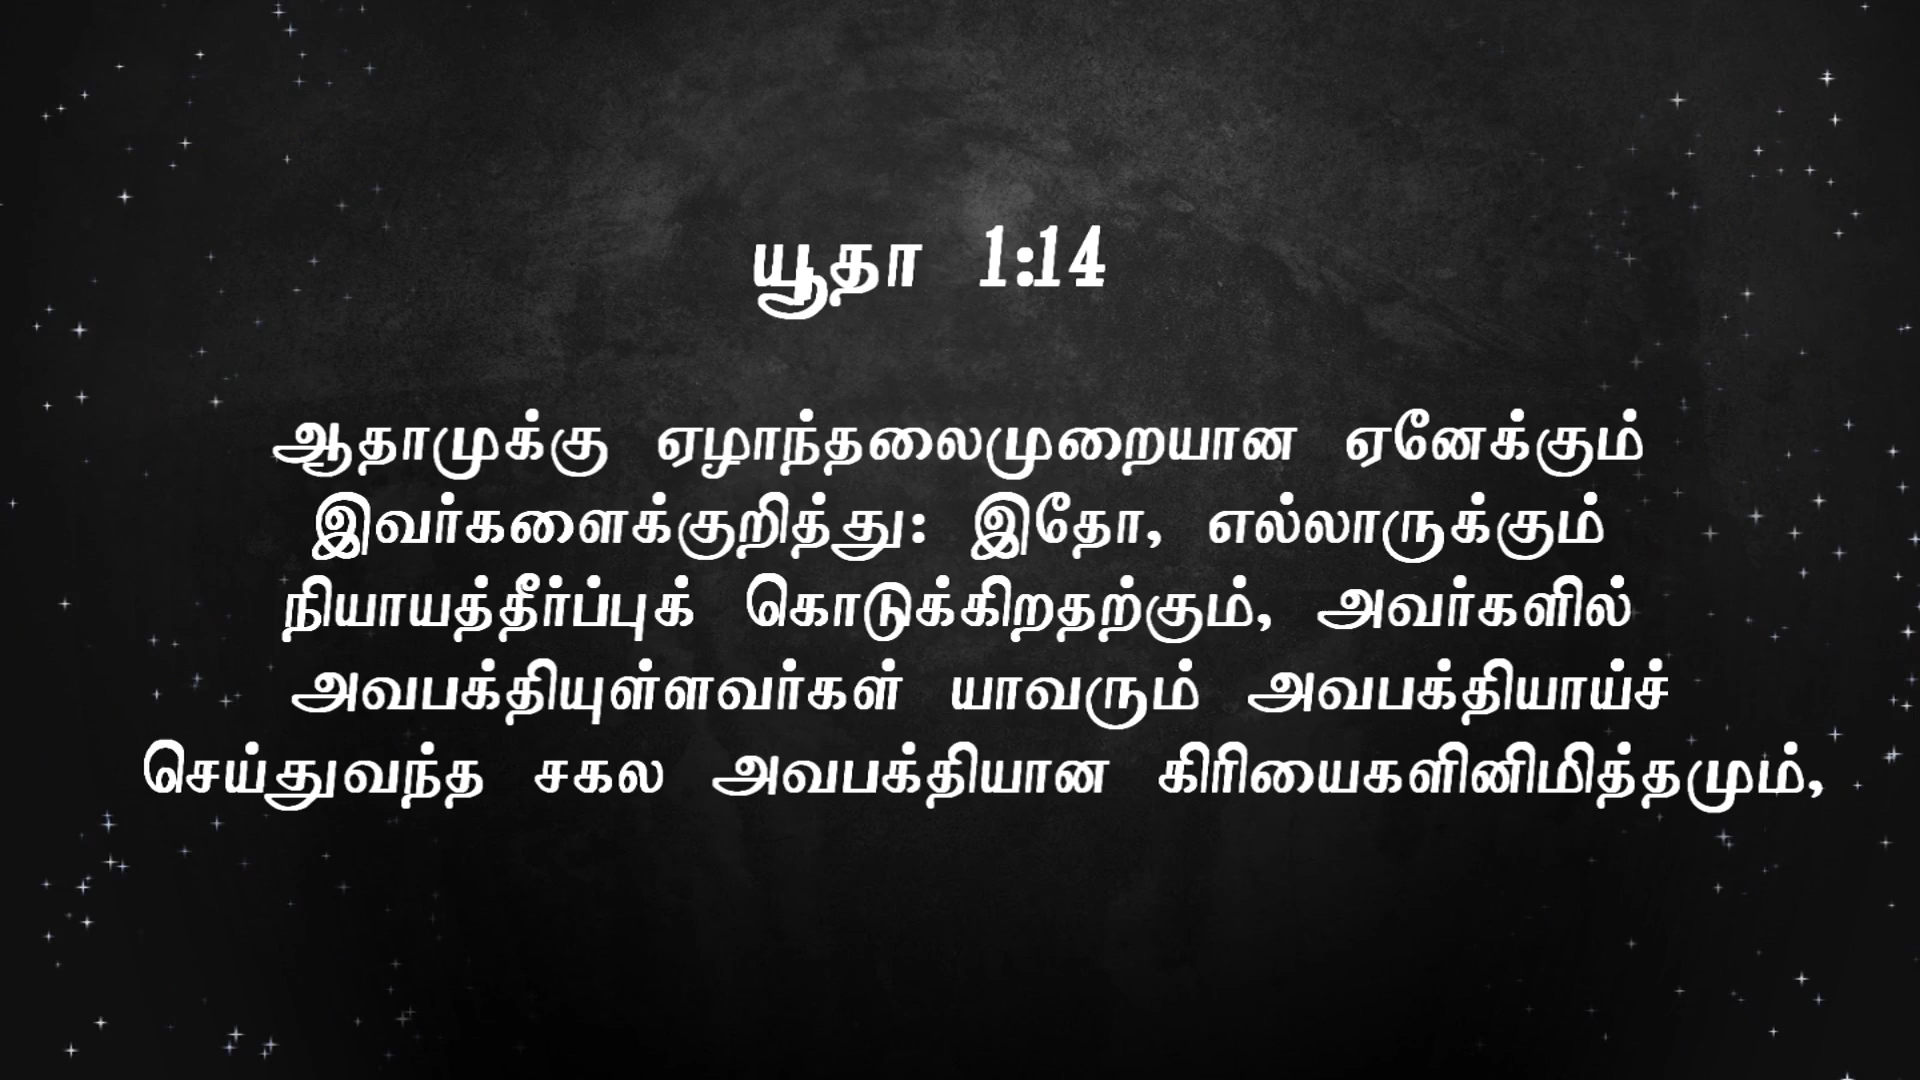 யூதா 1:14
ஆதாமுக்கு ஏழாந்தலைமுறையான ஏனேக்கும்
இவர்களைக்குறித்து: இதோ, எல்லாருக்கும்
நியாயத்தீர்ப்புக் கொடுக்கிறதற்கும், அவர்களில்
அவபக்தியுள்ளவர்கள் யாவரும் அவபக்தியாய்ச்
செய்துவந்த சகல அவபக்தியான கிரியைகளினிமித்தமும்,